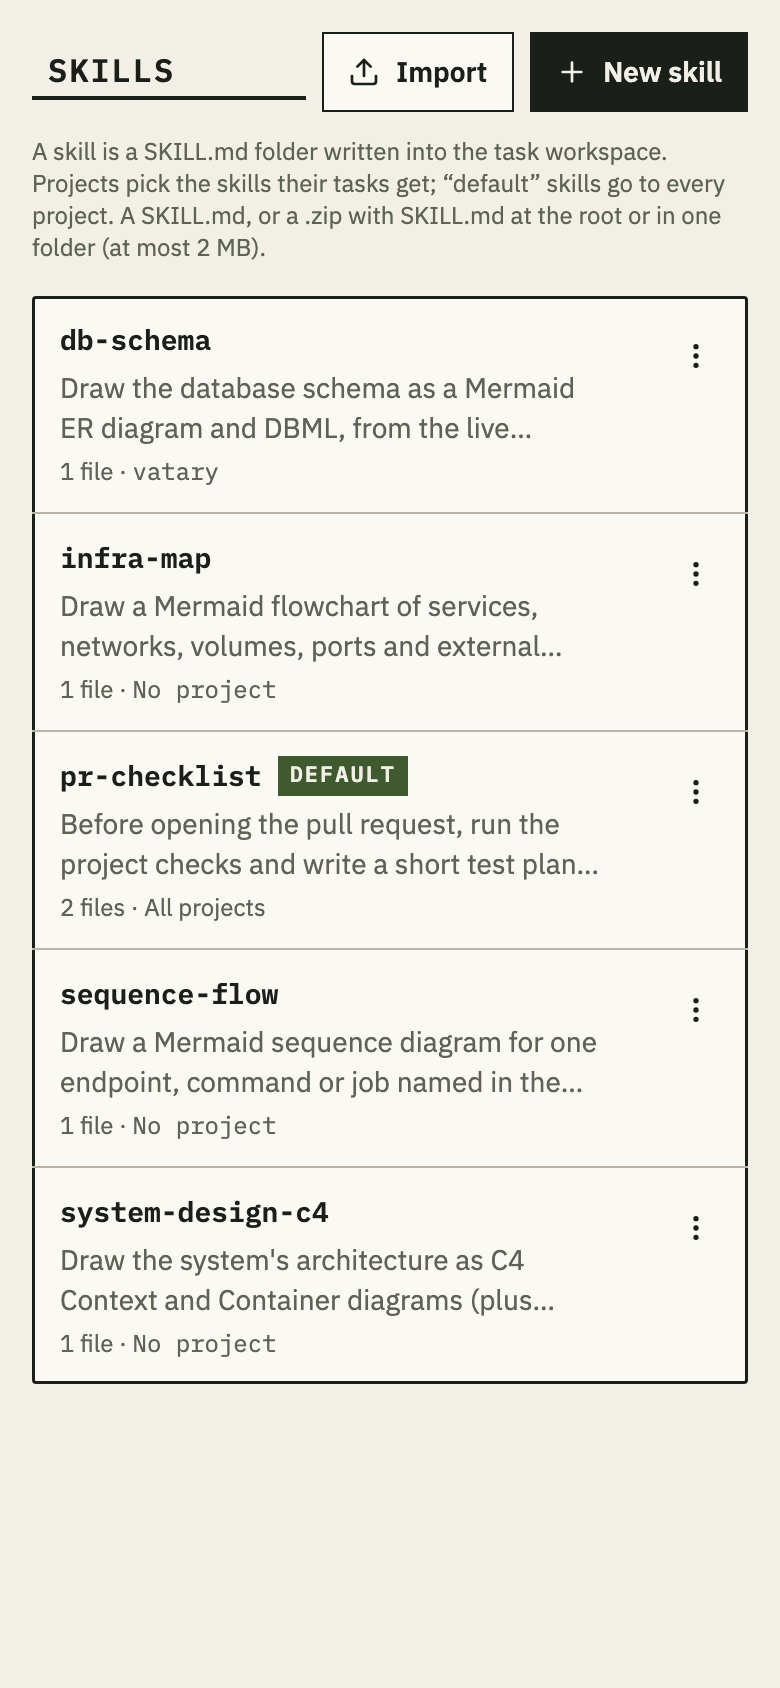 SKILLS
Import
New skill
A skill is a SKILL.md folder written into the task workspace.
Projects pick the skills their tasks get; “default” skills go to every
project. A SKILL.md, or a .zip with SKILL.md at the root or in one
folder (at most 2 MB).
db-schema
Draw the database schema as a Mermaid
ER diagram and DBML, from the live…
1 file · vatary
infra-map
Draw a Mermaid flowchart of services,
networks, volumes, ports and external…
1 file · No project
pr-checklist DEFAULT
Before opening the pull request, run the
project checks and write a short test plan…
2 files · All projects
sequence-flow
Draw a Mermaid sequence diagram for one
endpoint, command or job named in the…
1 file · No project
system-design-c4
Draw the system's architecture as C4
Context and Container diagrams (plus…
1 file · No project